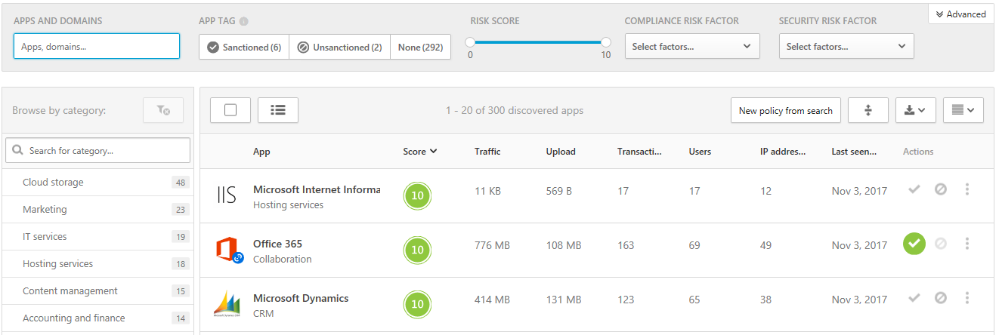 Advanced
APPS AND DOMAINS
APP TAG
RISK SCORE
COMPLIANCE RISK FACTOR
SECURITY RISK FACTOR
Apps, domains...
Sanctioned (6)
Unsanctioned (2)
None (292)
0
10
Select factors...
Select factors...
Browse by category:
Search for category...
Cloud storage 48
Marketing 23
IT services 19
Hosting services 18
Content management 15
Accounting and finance 14
1 - 20 of 300 discovered apps
New policy from search
App Score Traffic Upload Transacti... Users IP addres... Last seen... Actions
IIS Microsoft Internet Informa 10 11 KB 569 B 17 17 12 Nov 3, 2017
Hosting services
Office 365 10 776 MB 108 MB 163 69 49 Nov 3, 2017
Collaboration
Microsoft Dynamics 10 414 MB 131 MB 123 65 38 Nov 3, 2017
CRM
Microsoft Dynamics CRM